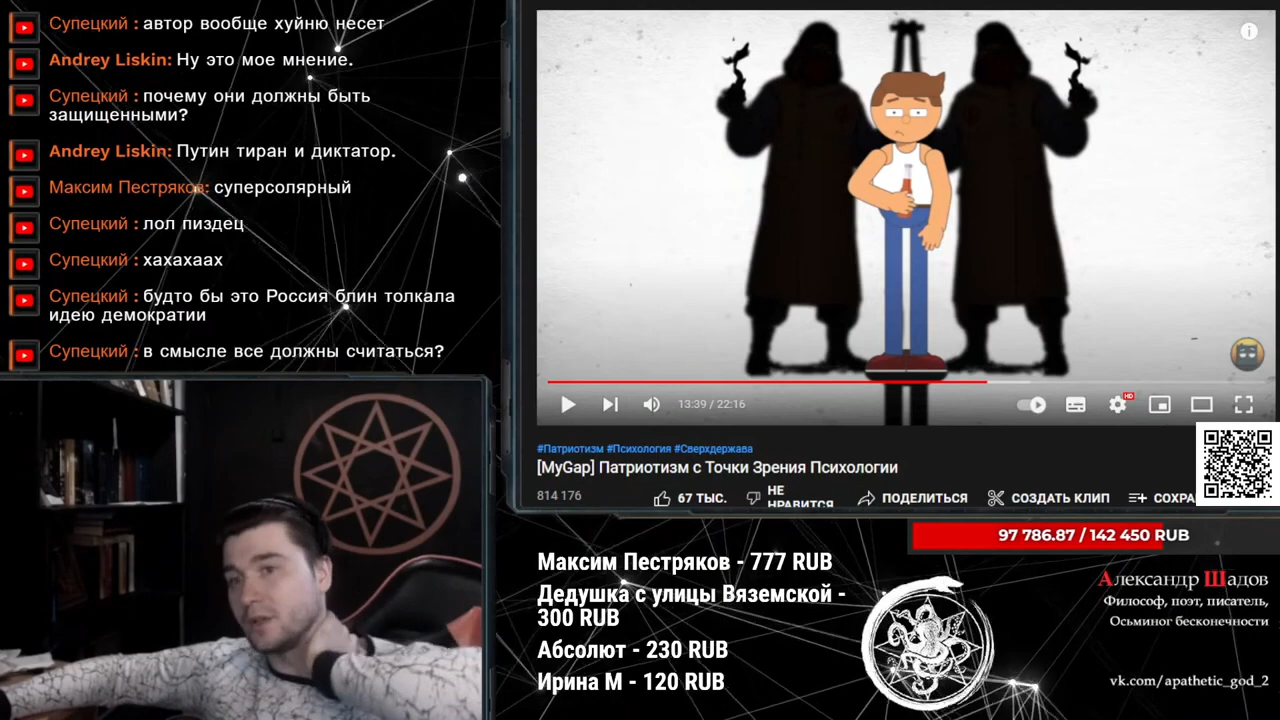 Супецкий : автор вообще хуйню несет
Andrey Liskin: Ну это мое мнение.
Супецкий : почему они должны быть
защищенными?
Andrey Liskin: Путин тиран и диктатор.
Максим Пестряков: суперсолярный
Супецкий : лол пиздец
Супецкий : хахахаах
Супецкий : будто бы это Россия блин толкала
идею демократии
Супецкий : в смысле все должны считаться?
13:39 / 22:16
HD
#Патриотизм #Психология #Сверхдержава
[MyGap] Патриотизм с Точки Зрения Психологии
814 176
67 ТЫС.
НЕ
НРАВИТСЯ
ПОДЕЛИТЬСЯ
СОЗДАТЬ КЛИП
СОХРА
97 786.87 / 142 450 RUB
Максим Пестряков - 777 RUB
Дедушка с улицы Вяземской -
300 RUB
Абсолют - 230 RUB
Ирина М - 120 RUB
Александр Шадов
Философ, поэт, писатель,
Осьминог бесконечности
vk.com/apathetic_god_2